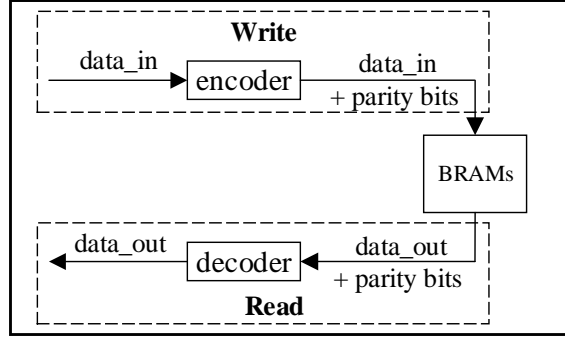 Write
data_in
encoder
data_in
+ parity bits
BRAMs
data_out
decoder
data_out
+ parity bits
Read